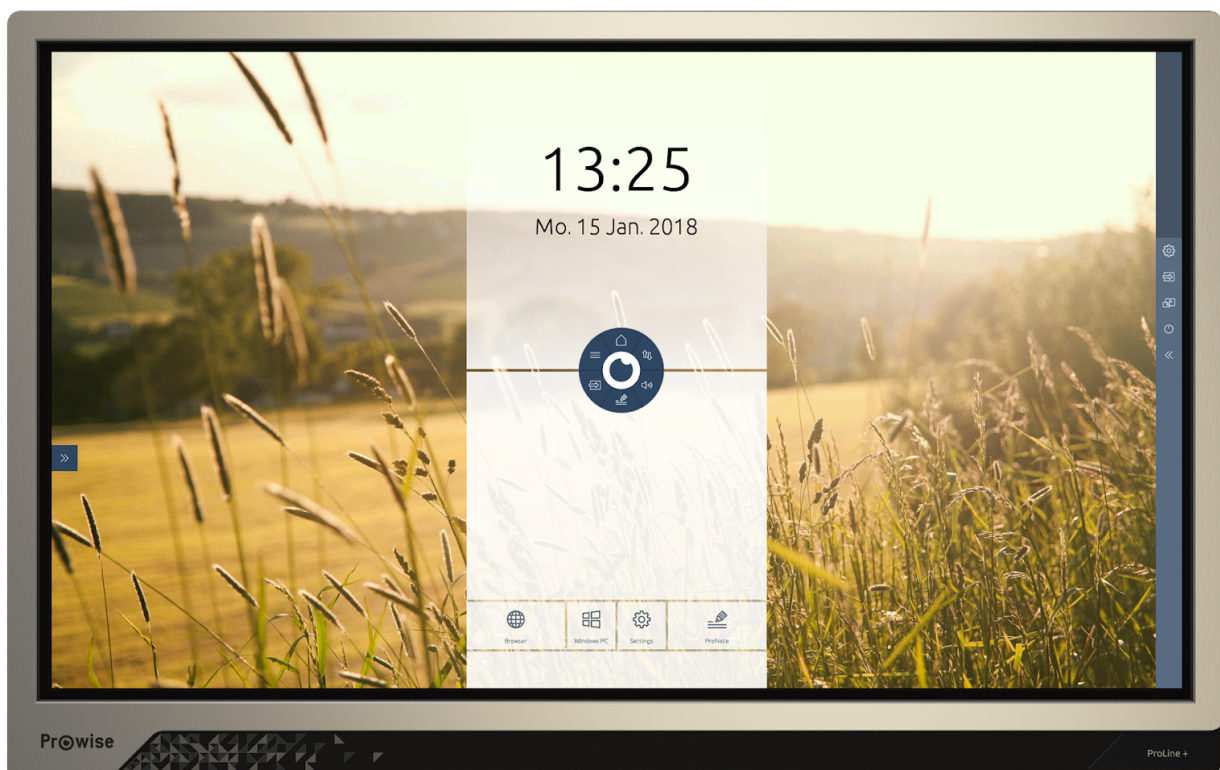 13:25
Mo. 15 Jan. 2018
Browser
Windows PC
Settings
ProNote
Prowise
ProLine +